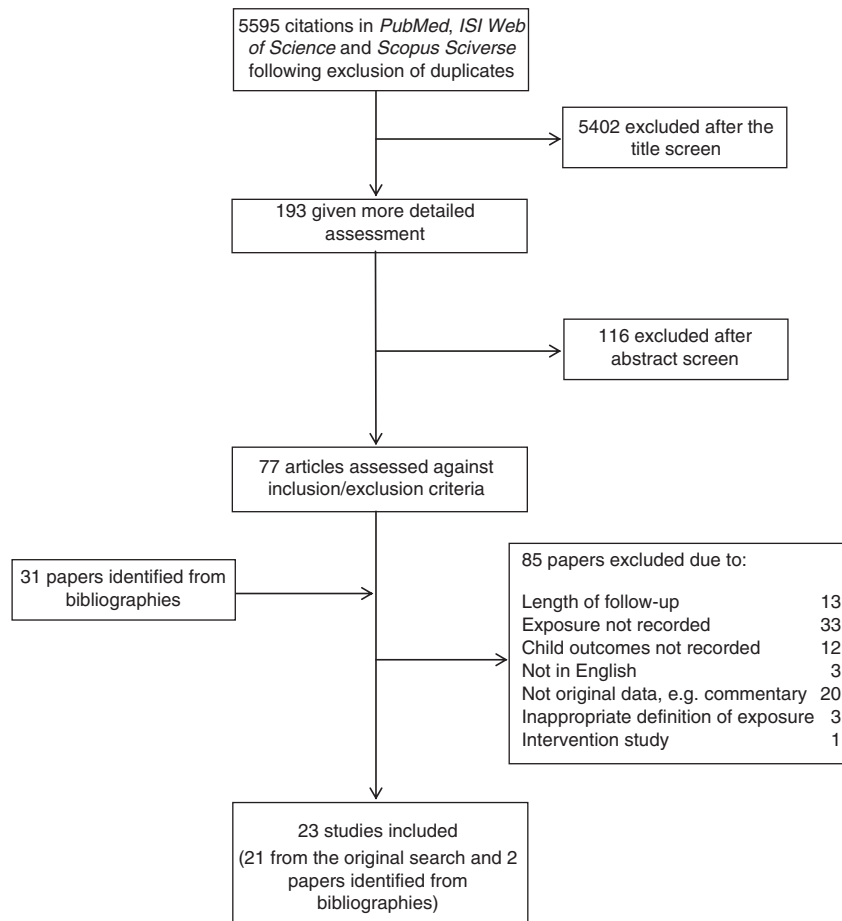 5595 citations in PubMed, ISI Web
of Science and Scopus Sciverse
following exclusion of duplicates
5402 excluded after the
title screen
193 given more detailed
assessment
116 excluded after
abstract screen
77 articles assessed against
inclusion/exclusion criteria
31 papers identified from
bibliographies
85 papers excluded due to:
Length of follow-up 13
Exposure not recorded 33
Child outcomes not recorded 12
Not in English 3
Not original data, e.g. commentary 20
Inappropriate definition of exposure 3
Intervention study 1
23 studies included
(21 from the original search and 2
papers identified from
bibliographies)